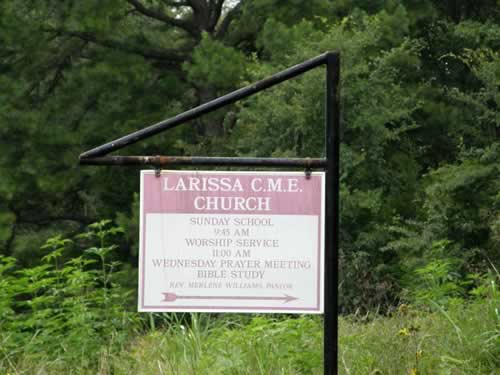 LARISSA C.M.E.
CHURCH
SUNDAY SCHOOL
9:45 AM
WORSHIP SERVICE
11:00 AM
WEDNESDAY PRAYER MEETING
BIBLE STUDY
REV. MERLENE WILLIAMS, PASTOR